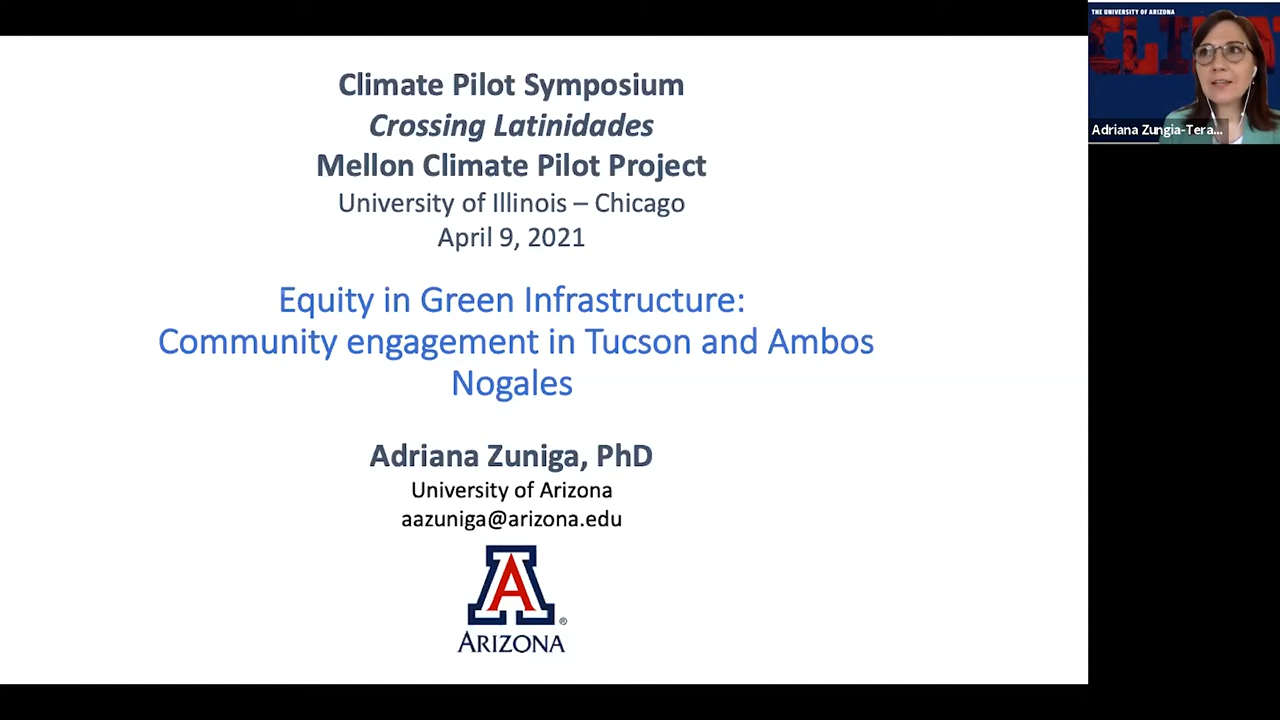 Climate Pilot Symposium
Crossing Latinidades
Mellon Climate Pilot Project
University of Illinois – Chicago
April 9, 2021
Equity in Green Infrastructure:
Community engagement in Tucson and Ambos
Nogales
Adriana Zuniga, PhD
University of Arizona
aazuniga@arizona.edu
A
®
ARIZONA
THE UNIVERSITY OF ARIZONA
Adriana Zungia-Tera...